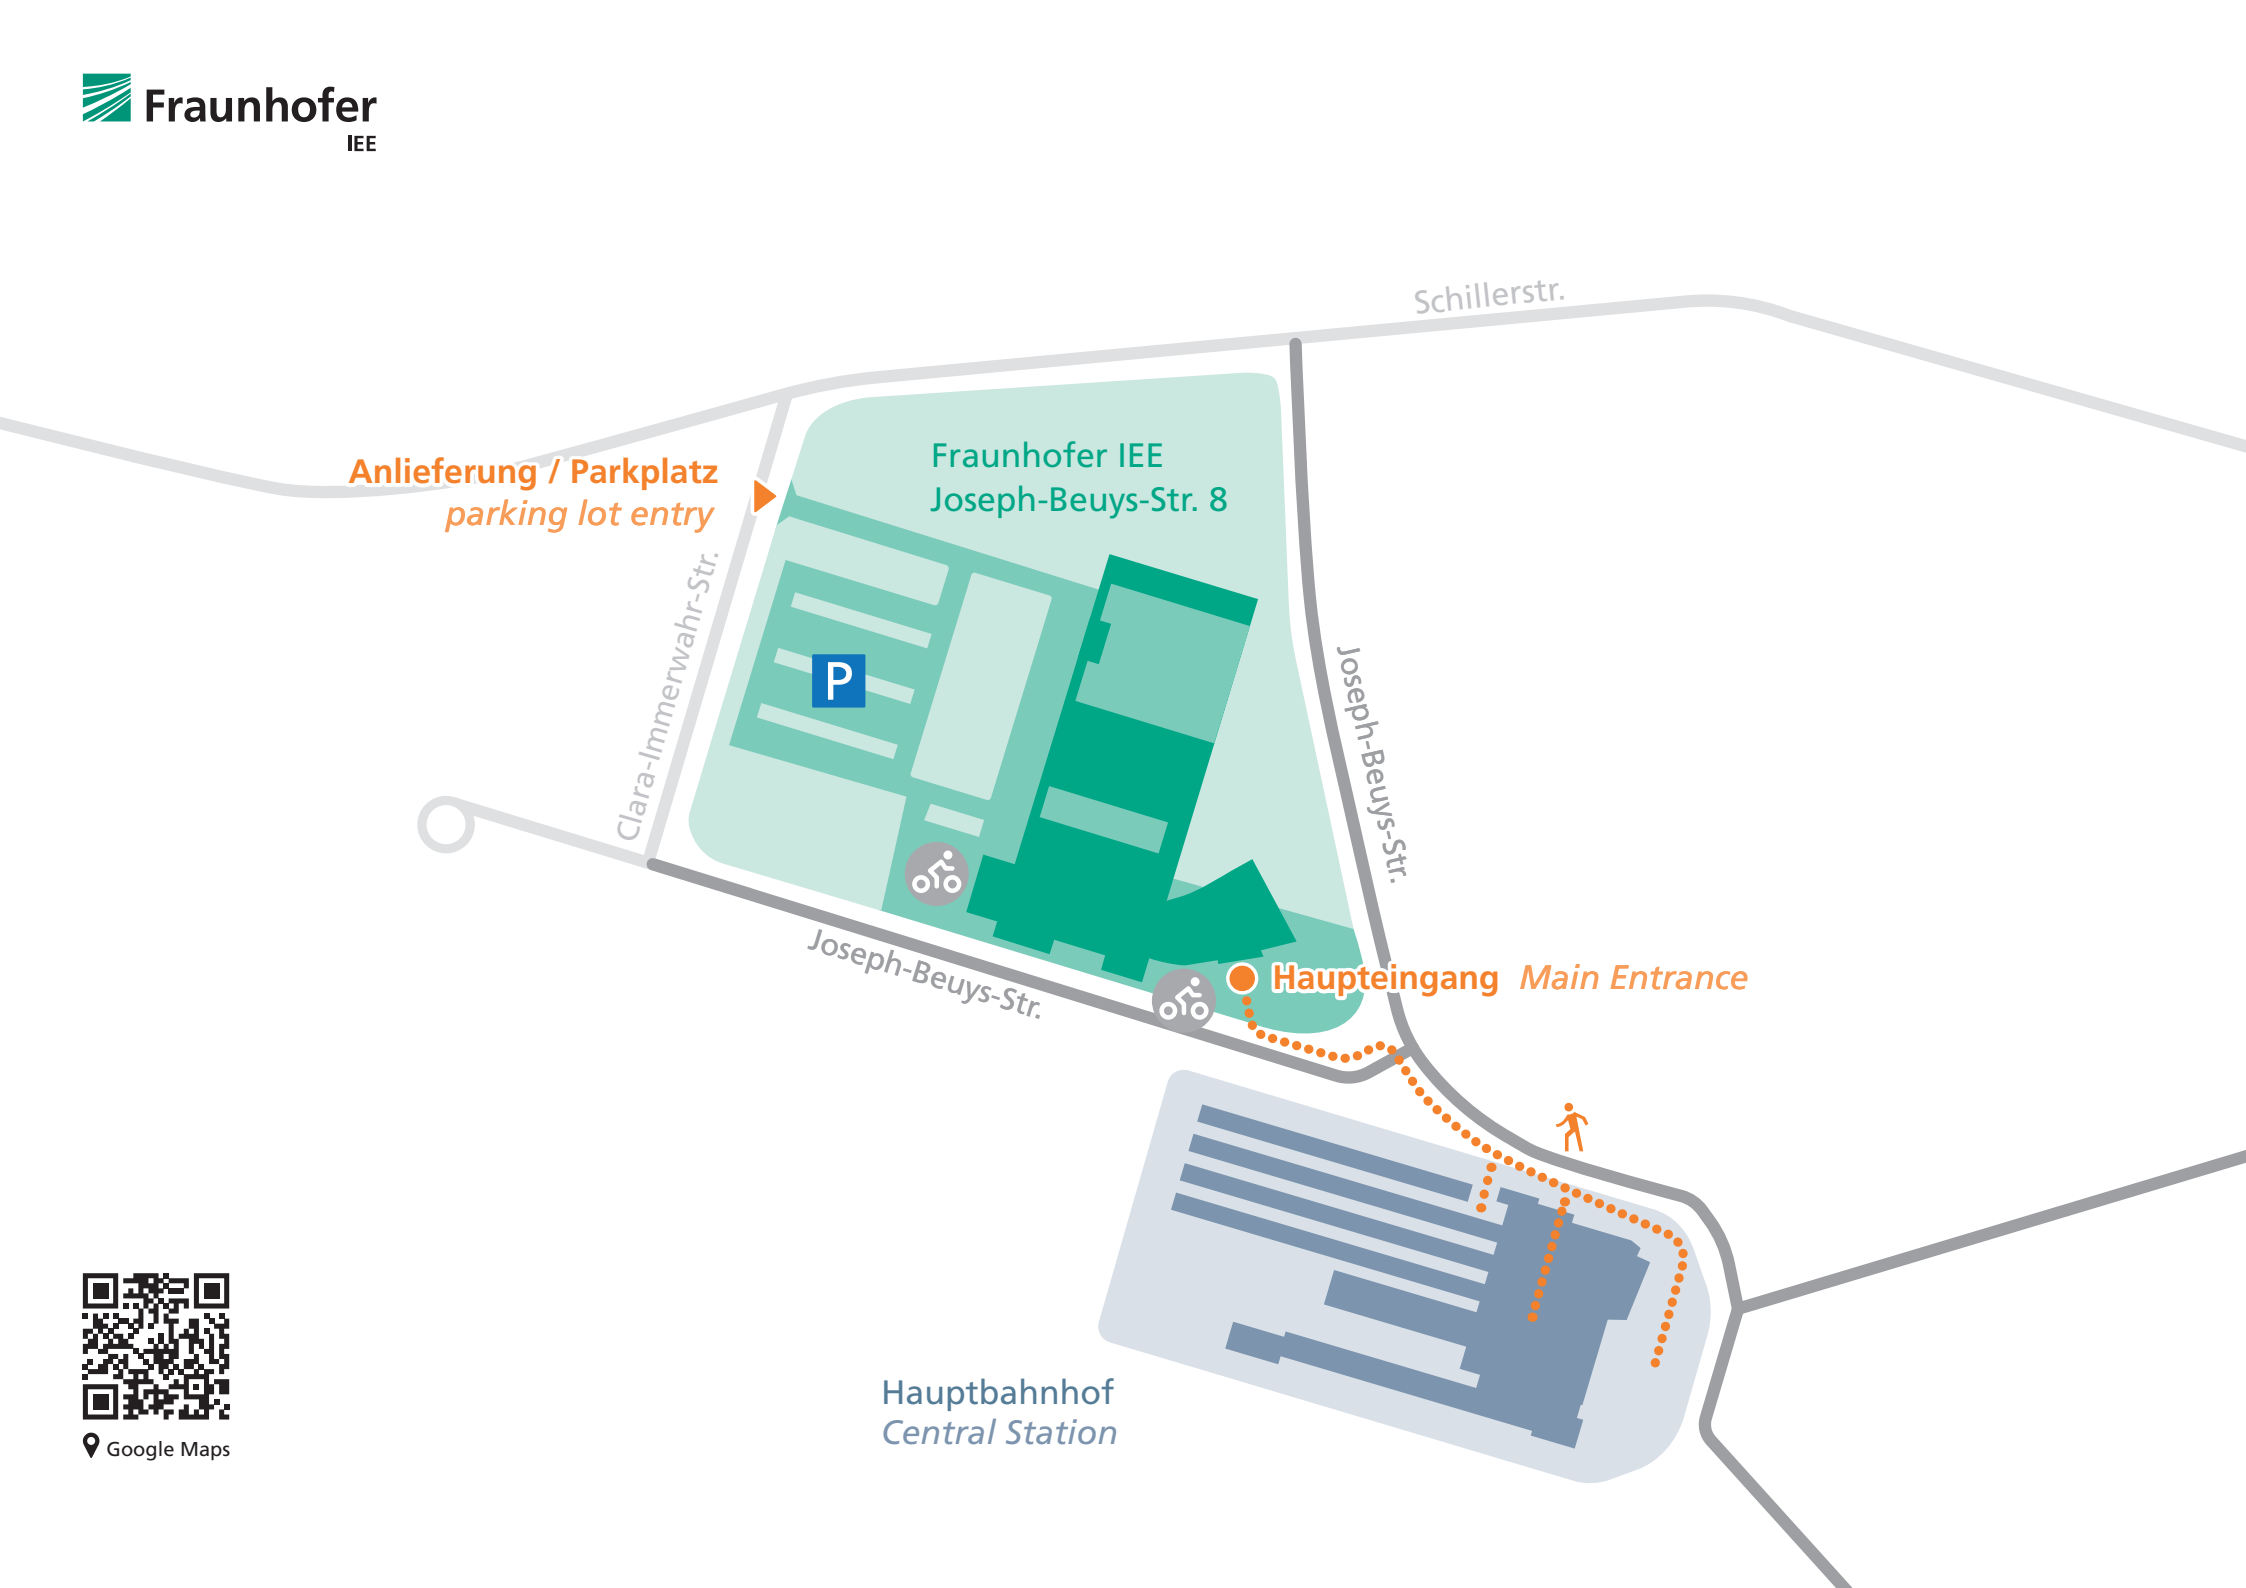 Fraunhofer
IEE
Schillerstr.
Anlieferung / Parkplatz
parking lot entry
Fraunhofer IEE
Joseph-Beuys-Str. 8
Clara-Immerwahr-Str.
P
Joseph-Beuys-Str.
Joseph-Beuys-Str.
Haupteingang Main Entrance
Hauptbahnhof
Central Station
Google Maps